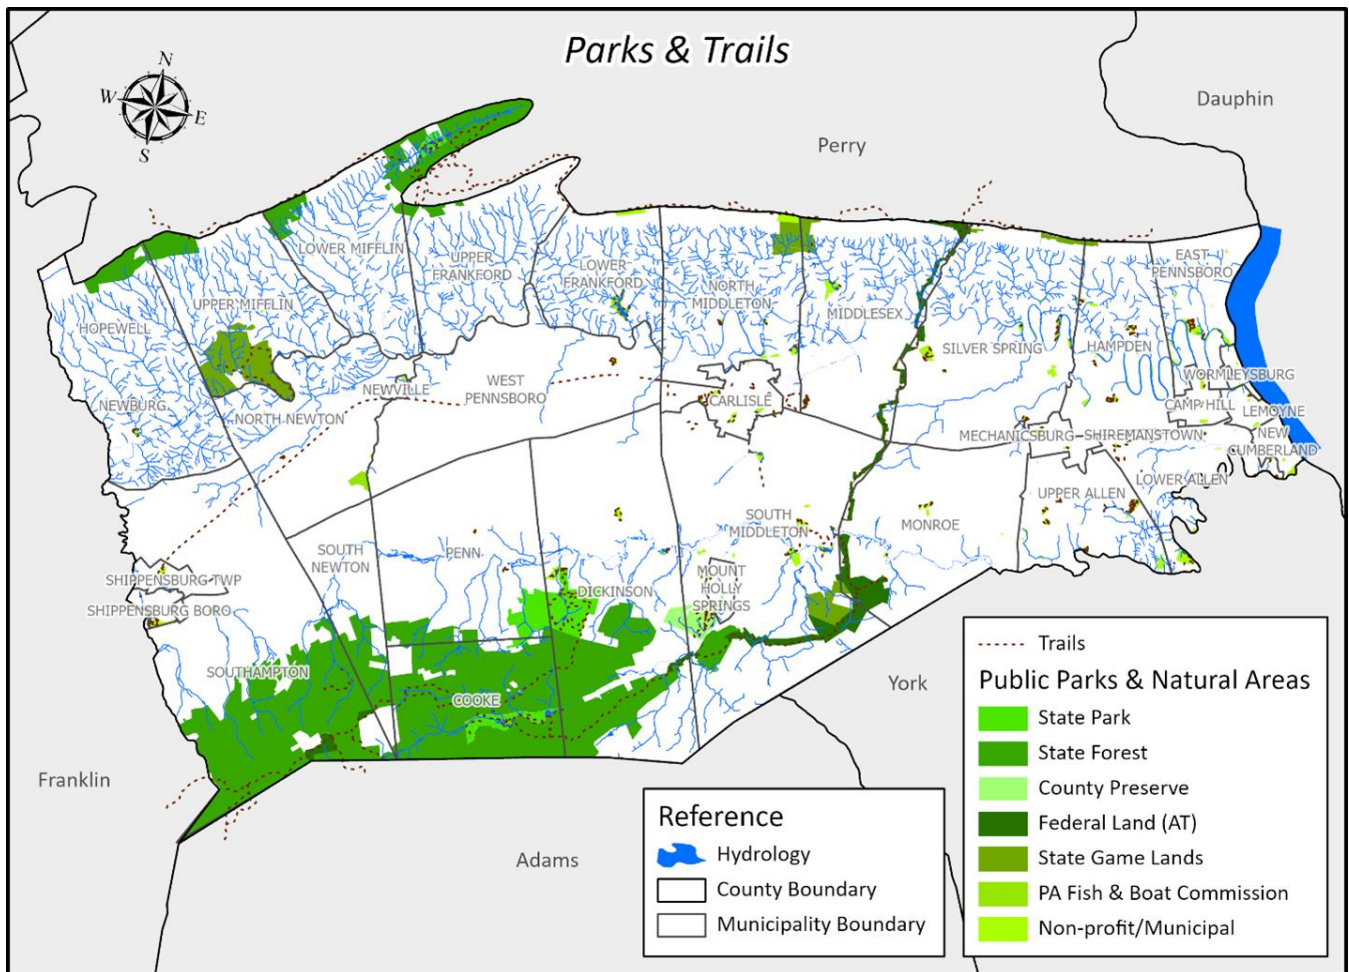 Parks & Trails
N
W
E
S
Dauphin
Perry
LOWER MIFFLIN
UPPER
FRANKFORD
LOWER
FRANKFORD
NORTH
MIDDLETON
EAST
PENNSBORO
UPPER MIFFLIN
HOPEWELL
MIDDLESEX
SILVER SPRING
HAMPDEN
WORMLEYSBURG
NEWVILLE
WEST
PENNSBORO
CARLISLE
CAMP HILL
LEMOYNE
NEWBURG
NORTH NEWTON
MECHANICSBURG
SHIREMANSTOWN
NEW
CUMBERLAND
LOWER ALLEN
UPPER ALLEN
SOUTH
MIDDLETON
MONROE
SOUTH
NEWTON
PENN
DICKINSON
MOUNT
HOLLY
SPRINGS
SHIPPENSBURG TWP
SHIPPENSBURG BORO
SOUTHAMPTON
COOKE
York
Franklin
Adams
Reference
Hydrology
County Boundary
Municipality Boundary
Trails
Public Parks & Natural Areas
State Park
State Forest
County Preserve
Federal Land (AT)
State Game Lands
PA Fish & Boat Commission
Non-profit/Municipal